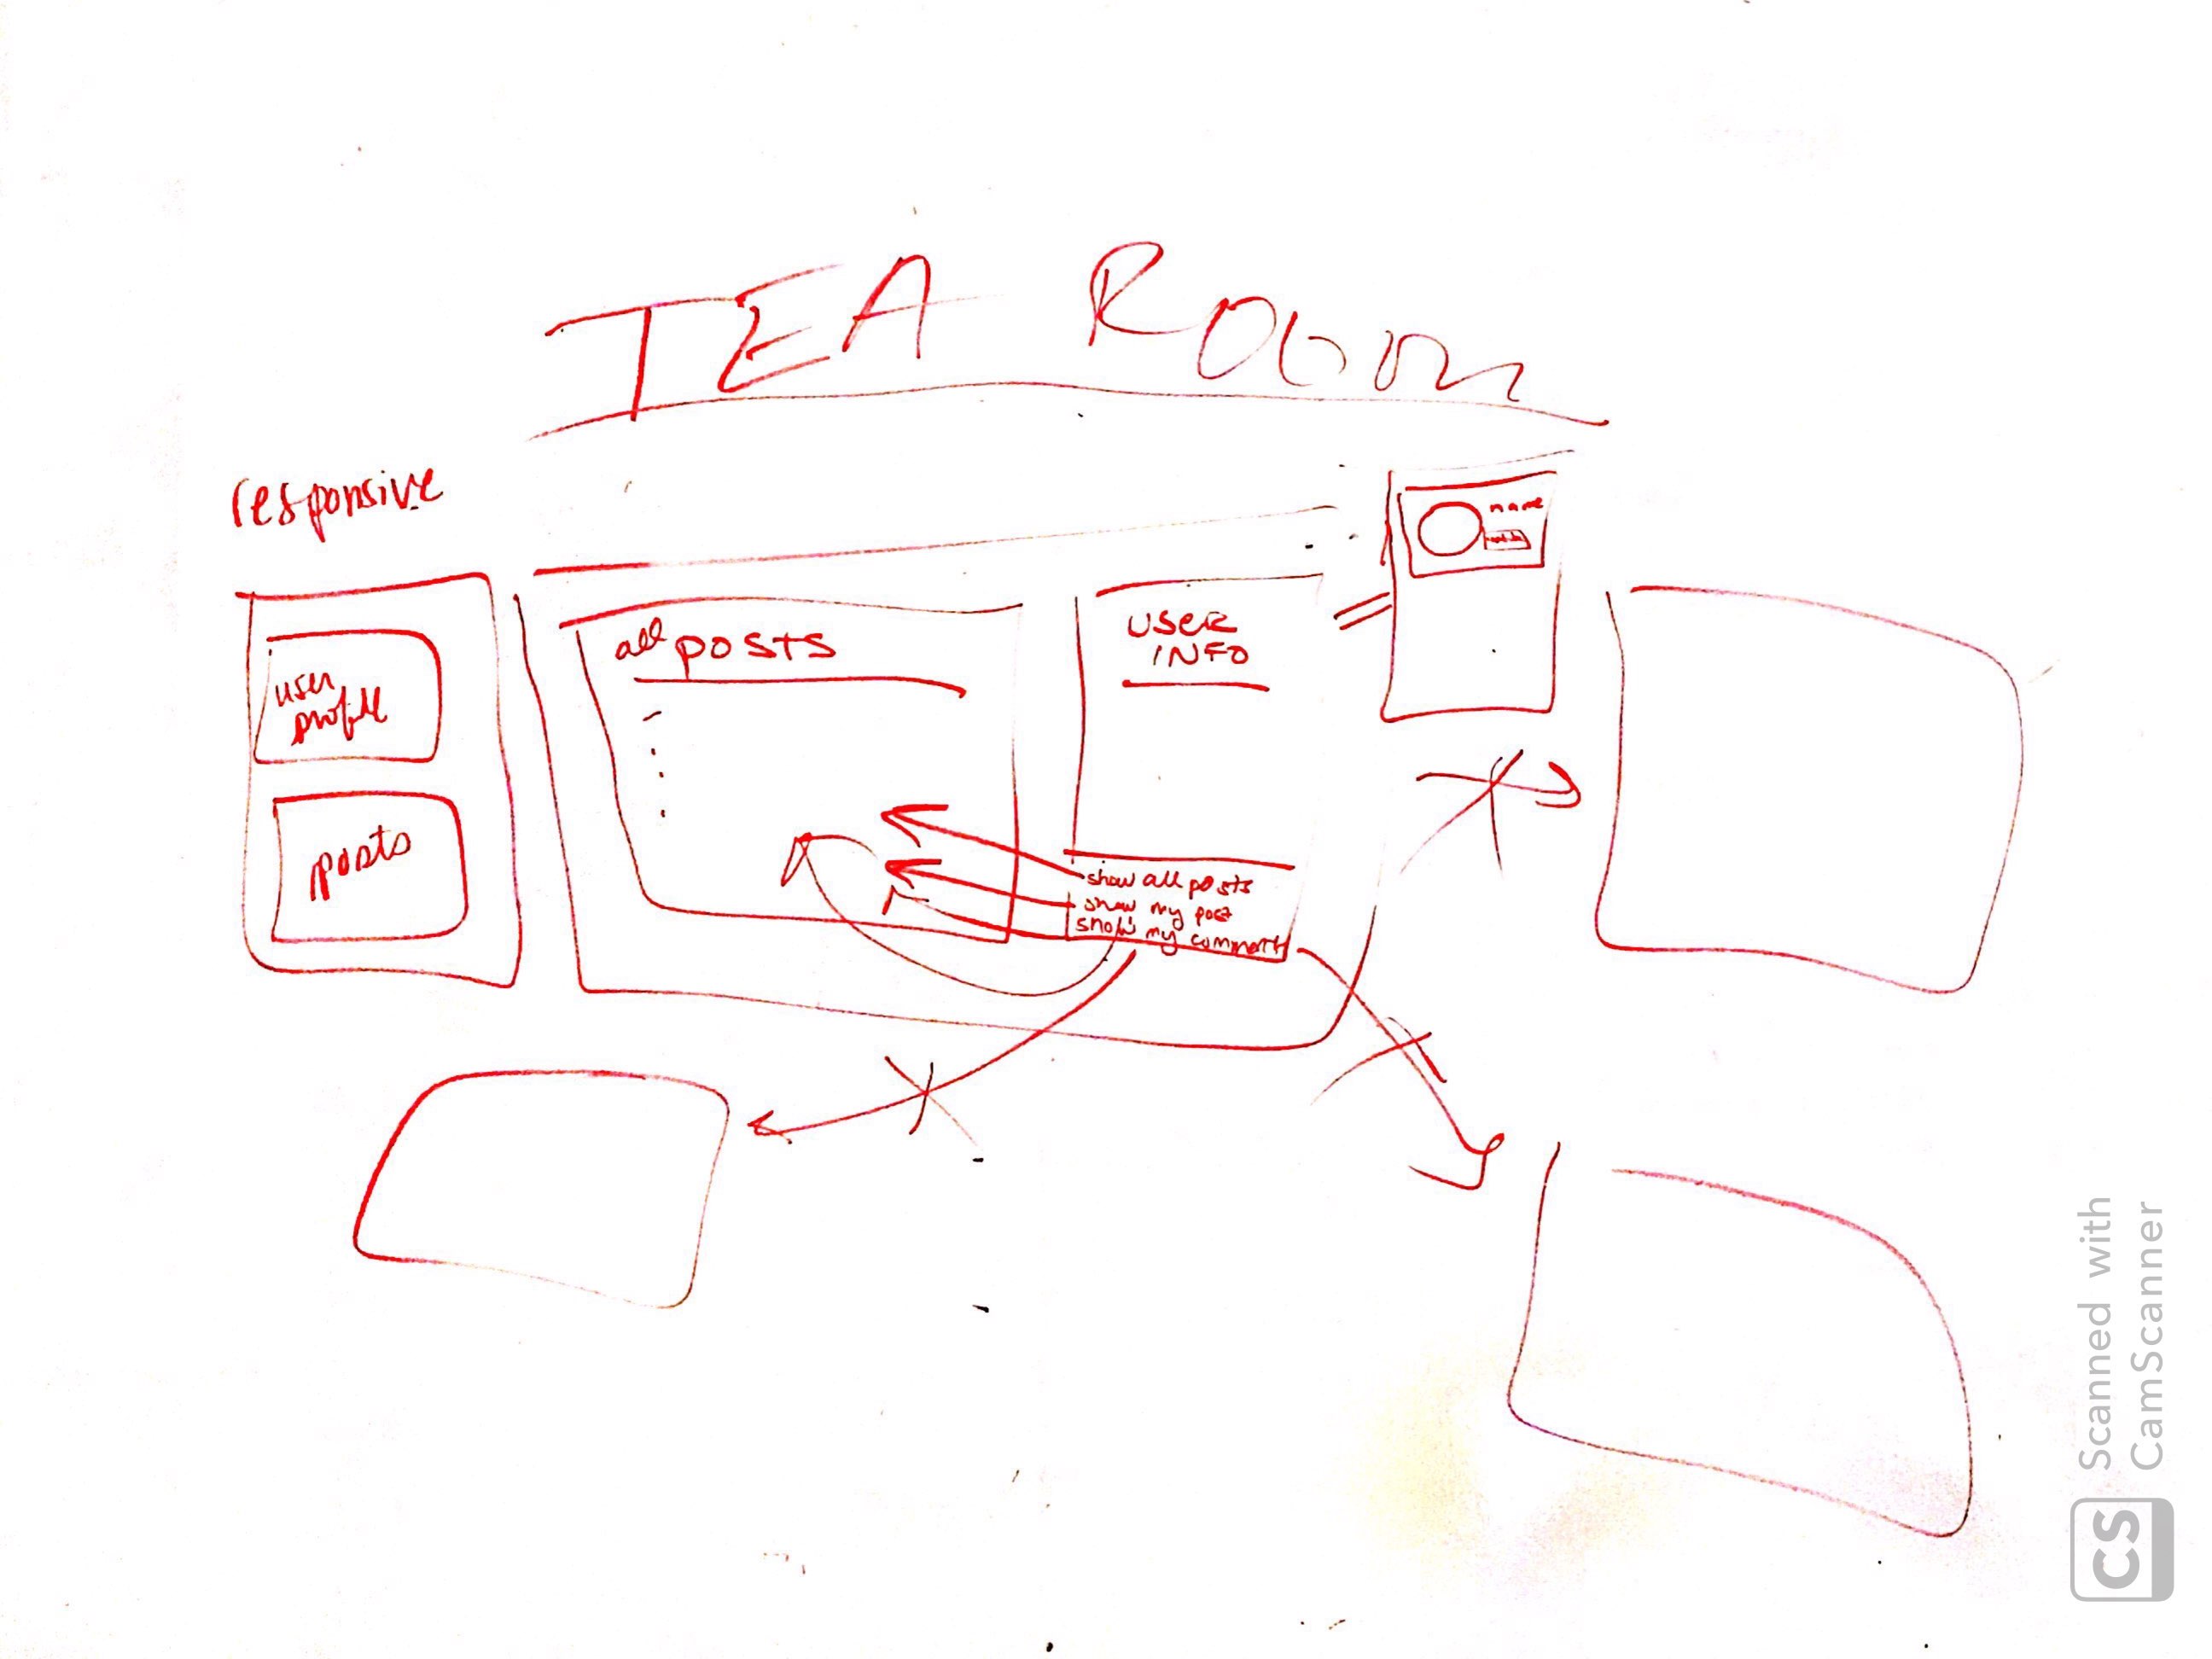 TEA ROOM
responsive
user
profile
posts
all posts
USER
INFO
show all posts
show my post
show my comments
name
Scanned with
CamScanner
CS